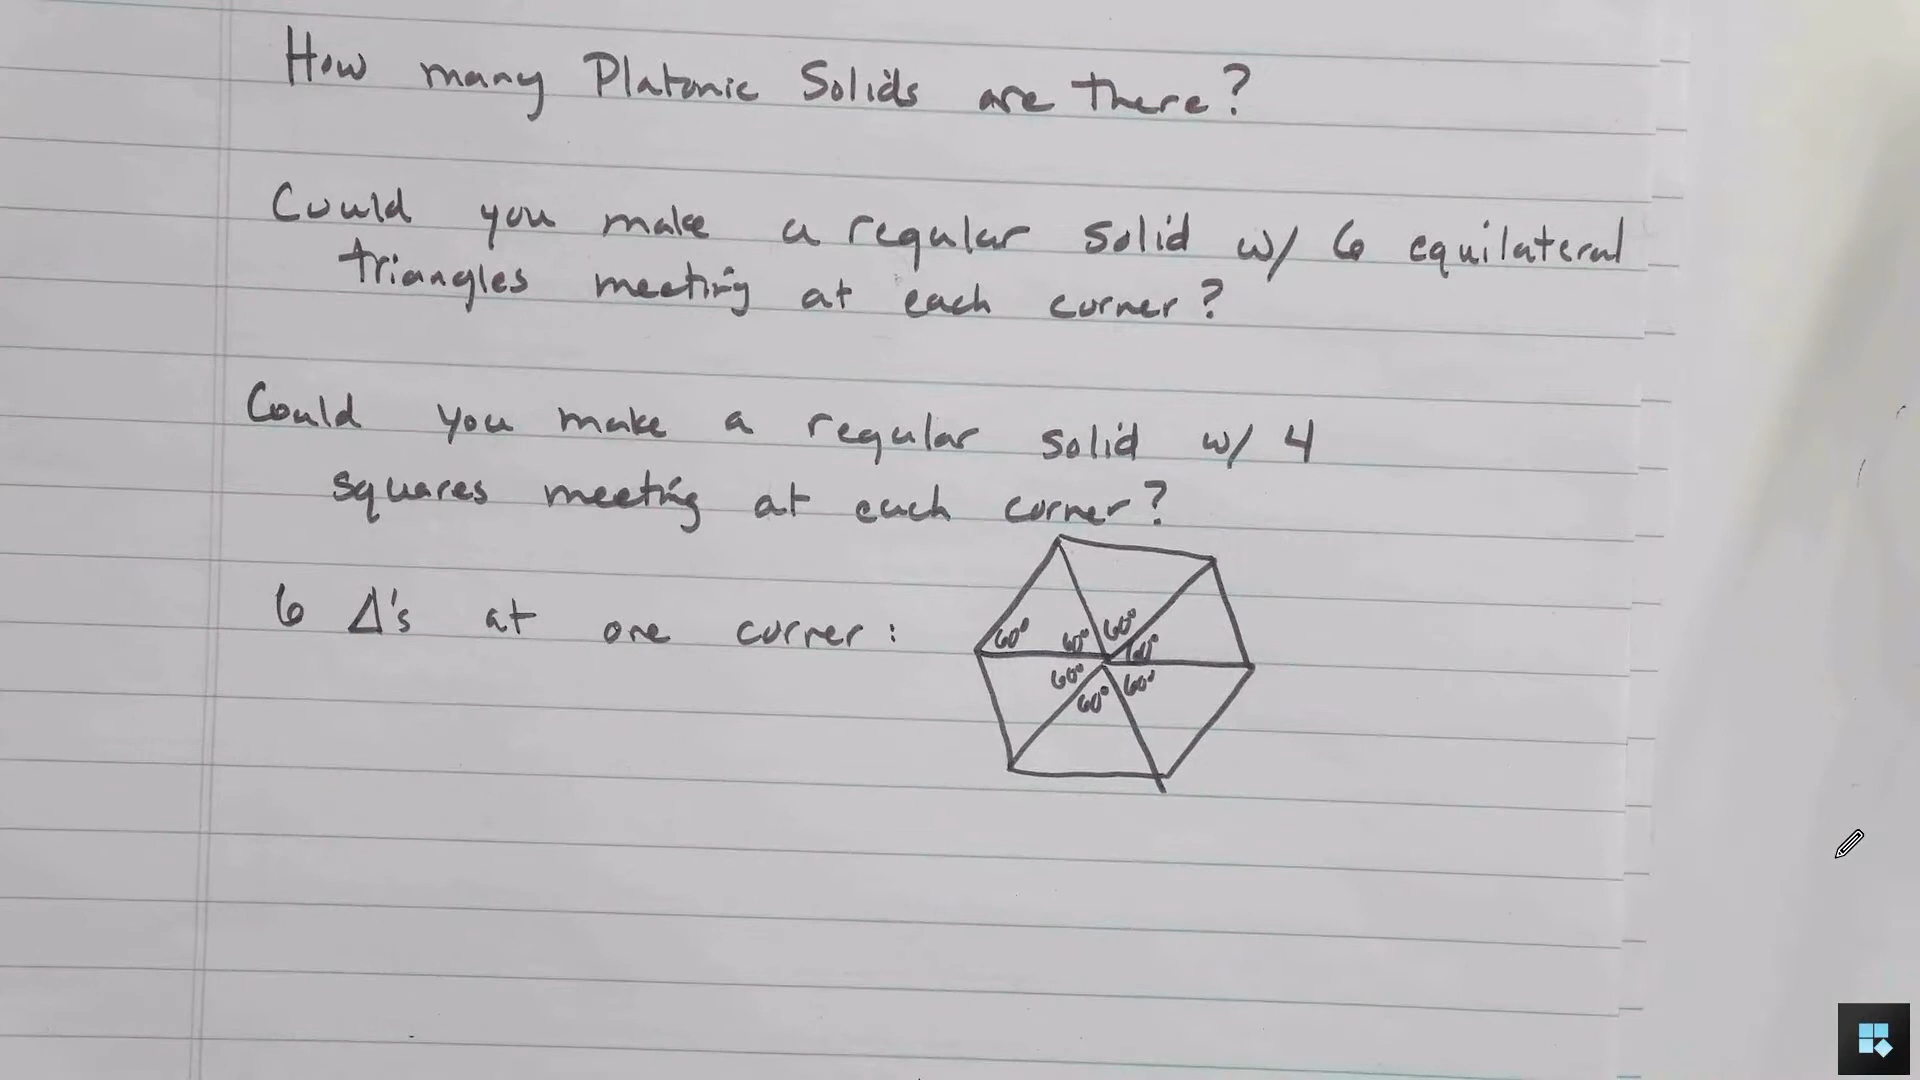 How many Platonic Solids are there?
Could you make a regular solid w/ 6 equilateral
triangles meeting at each corner?
Could you make a regular solid w/ 4
squares meeting at each corner?
6 Δ's at one corner:
60° 60° 60° 60°
60° 60° 60°